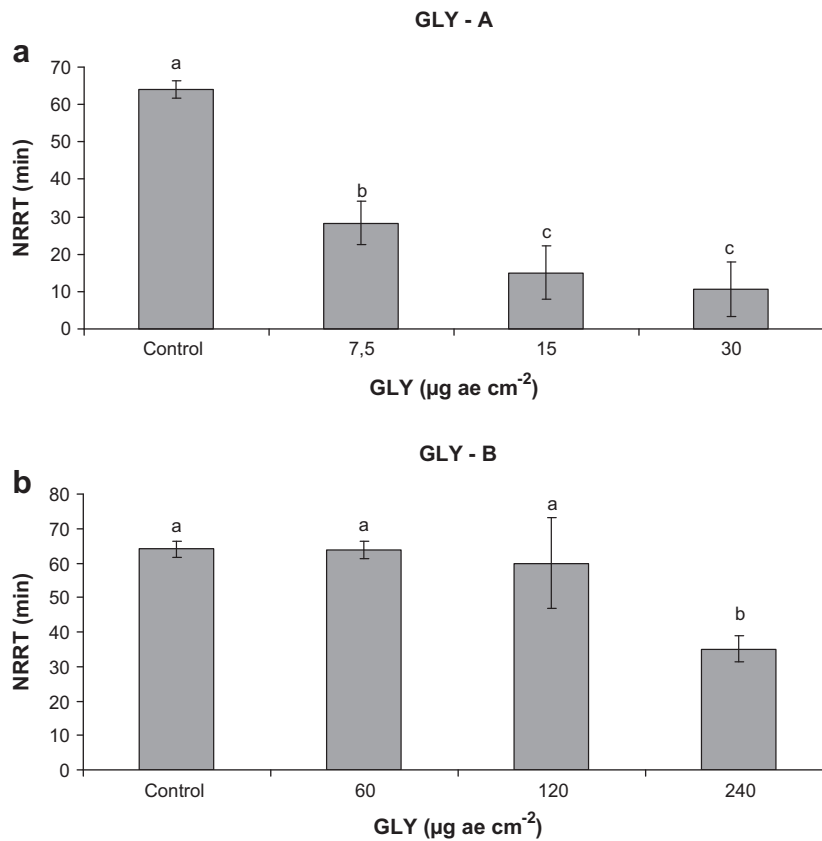 GLY - A
a
70
60
50
40
30
20
10
0
NRRT (min)
a
b
c
c
Control 7,5 15 30
GLY (µg ae cm-2)
GLY - B
b
80
70
60
50
40
30
20
10
0
NRRT (min)
a
a
a
b
Control 60 120 240
GLY (µg ae cm-2)